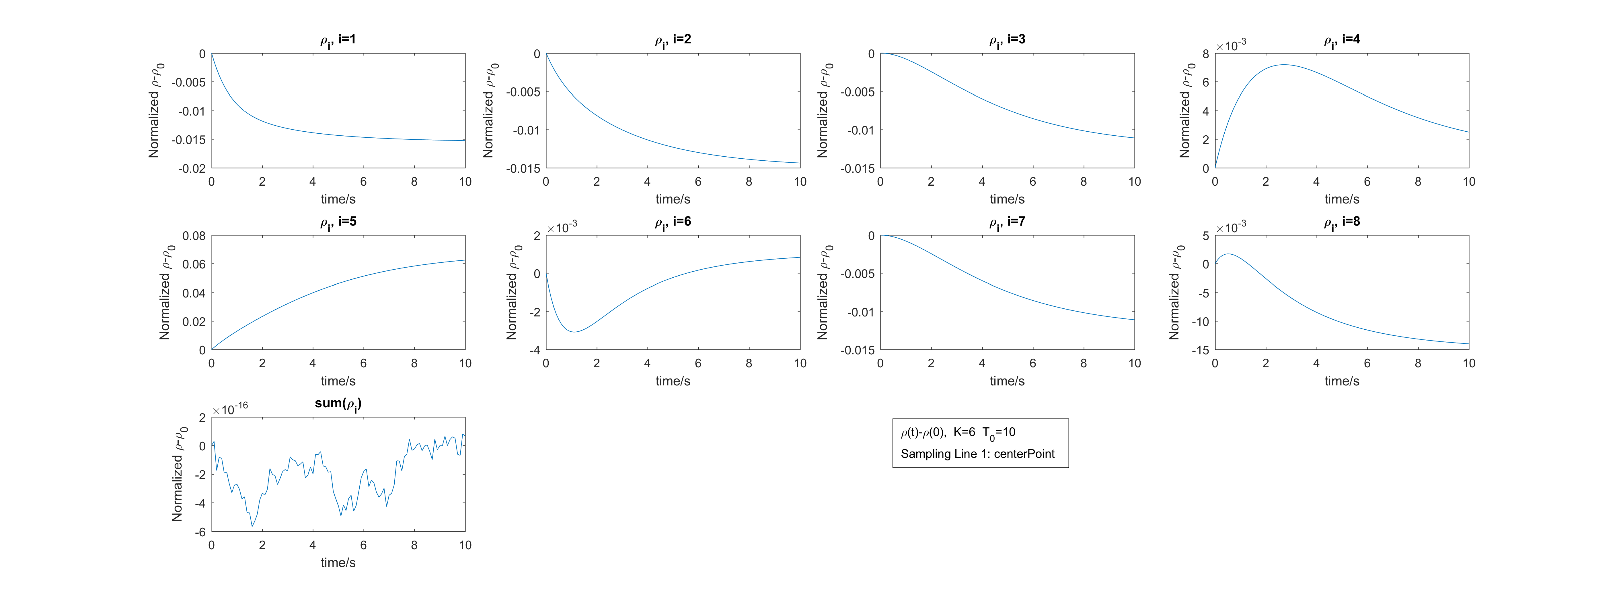 ρi, i=1
Normalized ρ-ρ0
0
-0.005
-0.01
-0.015
-0.02
0 2 4 6 8 10
time/s
ρi, i=2
Normalized ρ-ρ0
0
-0.005
-0.01
-0.015
0 2 4 6 8 10
time/s
ρi, i=3
Normalized ρ-ρ0
0
-0.005
-0.01
-0.015
0 2 4 6 8 10
time/s
×10-3
ρi, i=4
Normalized ρ-ρ0
8
6
4
2
0
0 2 4 6 8 10
time/s
ρi, i=5
Normalized ρ-ρ0
0.08
0.06
0.04
0.02
0
0 2 4 6 8 10
time/s
×10-3
ρi, i=6
Normalized ρ-ρ0
2
0
-2
-4
0 2 4 6 8 10
time/s
ρi, i=7
Normalized ρ-ρ0
0
-0.005
-0.01
-0.015
0 2 4 6 8 10
time/s
×10-3
ρi, i=8
Normalized ρ-ρ0
5
0
-5
-10
-15
0 2 4 6 8 10
time/s
×10-16
sum(ρi)
Normalized ρ-ρ0
2
0
-2
-4
-6
0 2 4 6 8 10
time/s
ρ(t)-ρ(0), K=6 T0=10
Sampling Line 1: centerPoint